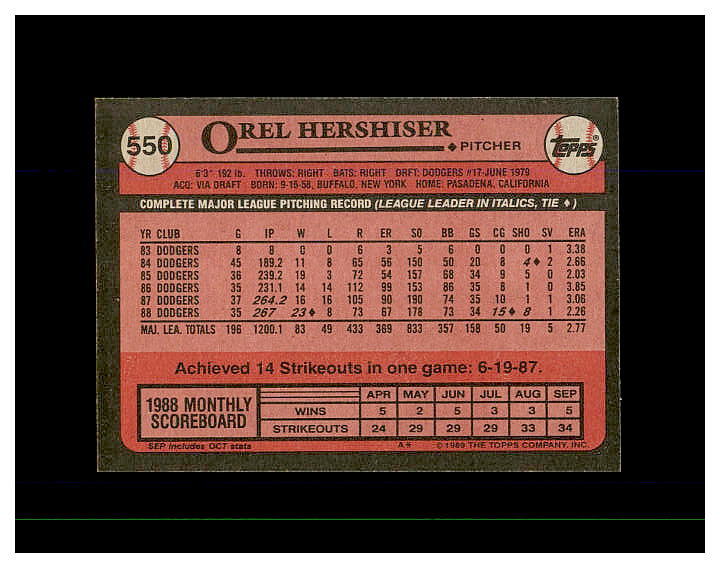 550
OREL HERSHISER
♦ PITCHER
Topps®
6'3" 192 lb. THROWS: RIGHT BATS: RIGHT DRFT: DODGERS #17-JUNE 1979
ACQ: VIA DRAFT BORN: 9-16-58, BUFFALO, NEW YORK HOME: PASADENA, CALIFORNIA
COMPLETE MAJOR LEAGUE PITCHING RECORD (LEAGUE LEADER IN ITALICS, TIE ♦)
YR CLUB G IP W L R ER SO BB GS CG SHO SV ERA
83 DODGERS 8 8 0 0 6 3 5 6 0 0 0 1 3.38
84 DODGERS 45 189.2 11 8 65 56 150 50 20 8 4♦ 2 2.66
85 DODGERS 36 239.2 19 3 72 54 157 68 34 9 5 0 2.03
86 DODGERS 35 231.1 14 14 112 99 153 86 35 8 1 0 3.85
87 DODGERS 37 264.2 16 16 105 90 190 74 35 10 1 1 3.06
88 DODGERS 35 267 23♦ 8 73 67 178 73 34 15♦ 8 1 2.26
MAJ. LEA. TOTALS 196 1200.1 83 49 433 369 833 357 158 50 19 5 2.77
Achieved 14 Strikeouts in one game: 6-19-87.
1988 MONTHLY SCOREBOARD APR MAY JUN JUL AUG SEP
WINS 5 2 5 3 3 5
STRIKEOUTS 24 29 29 29 33 34
SEP includes OCT stats A* © 1989 THE TOPPS COMPANY, INC.